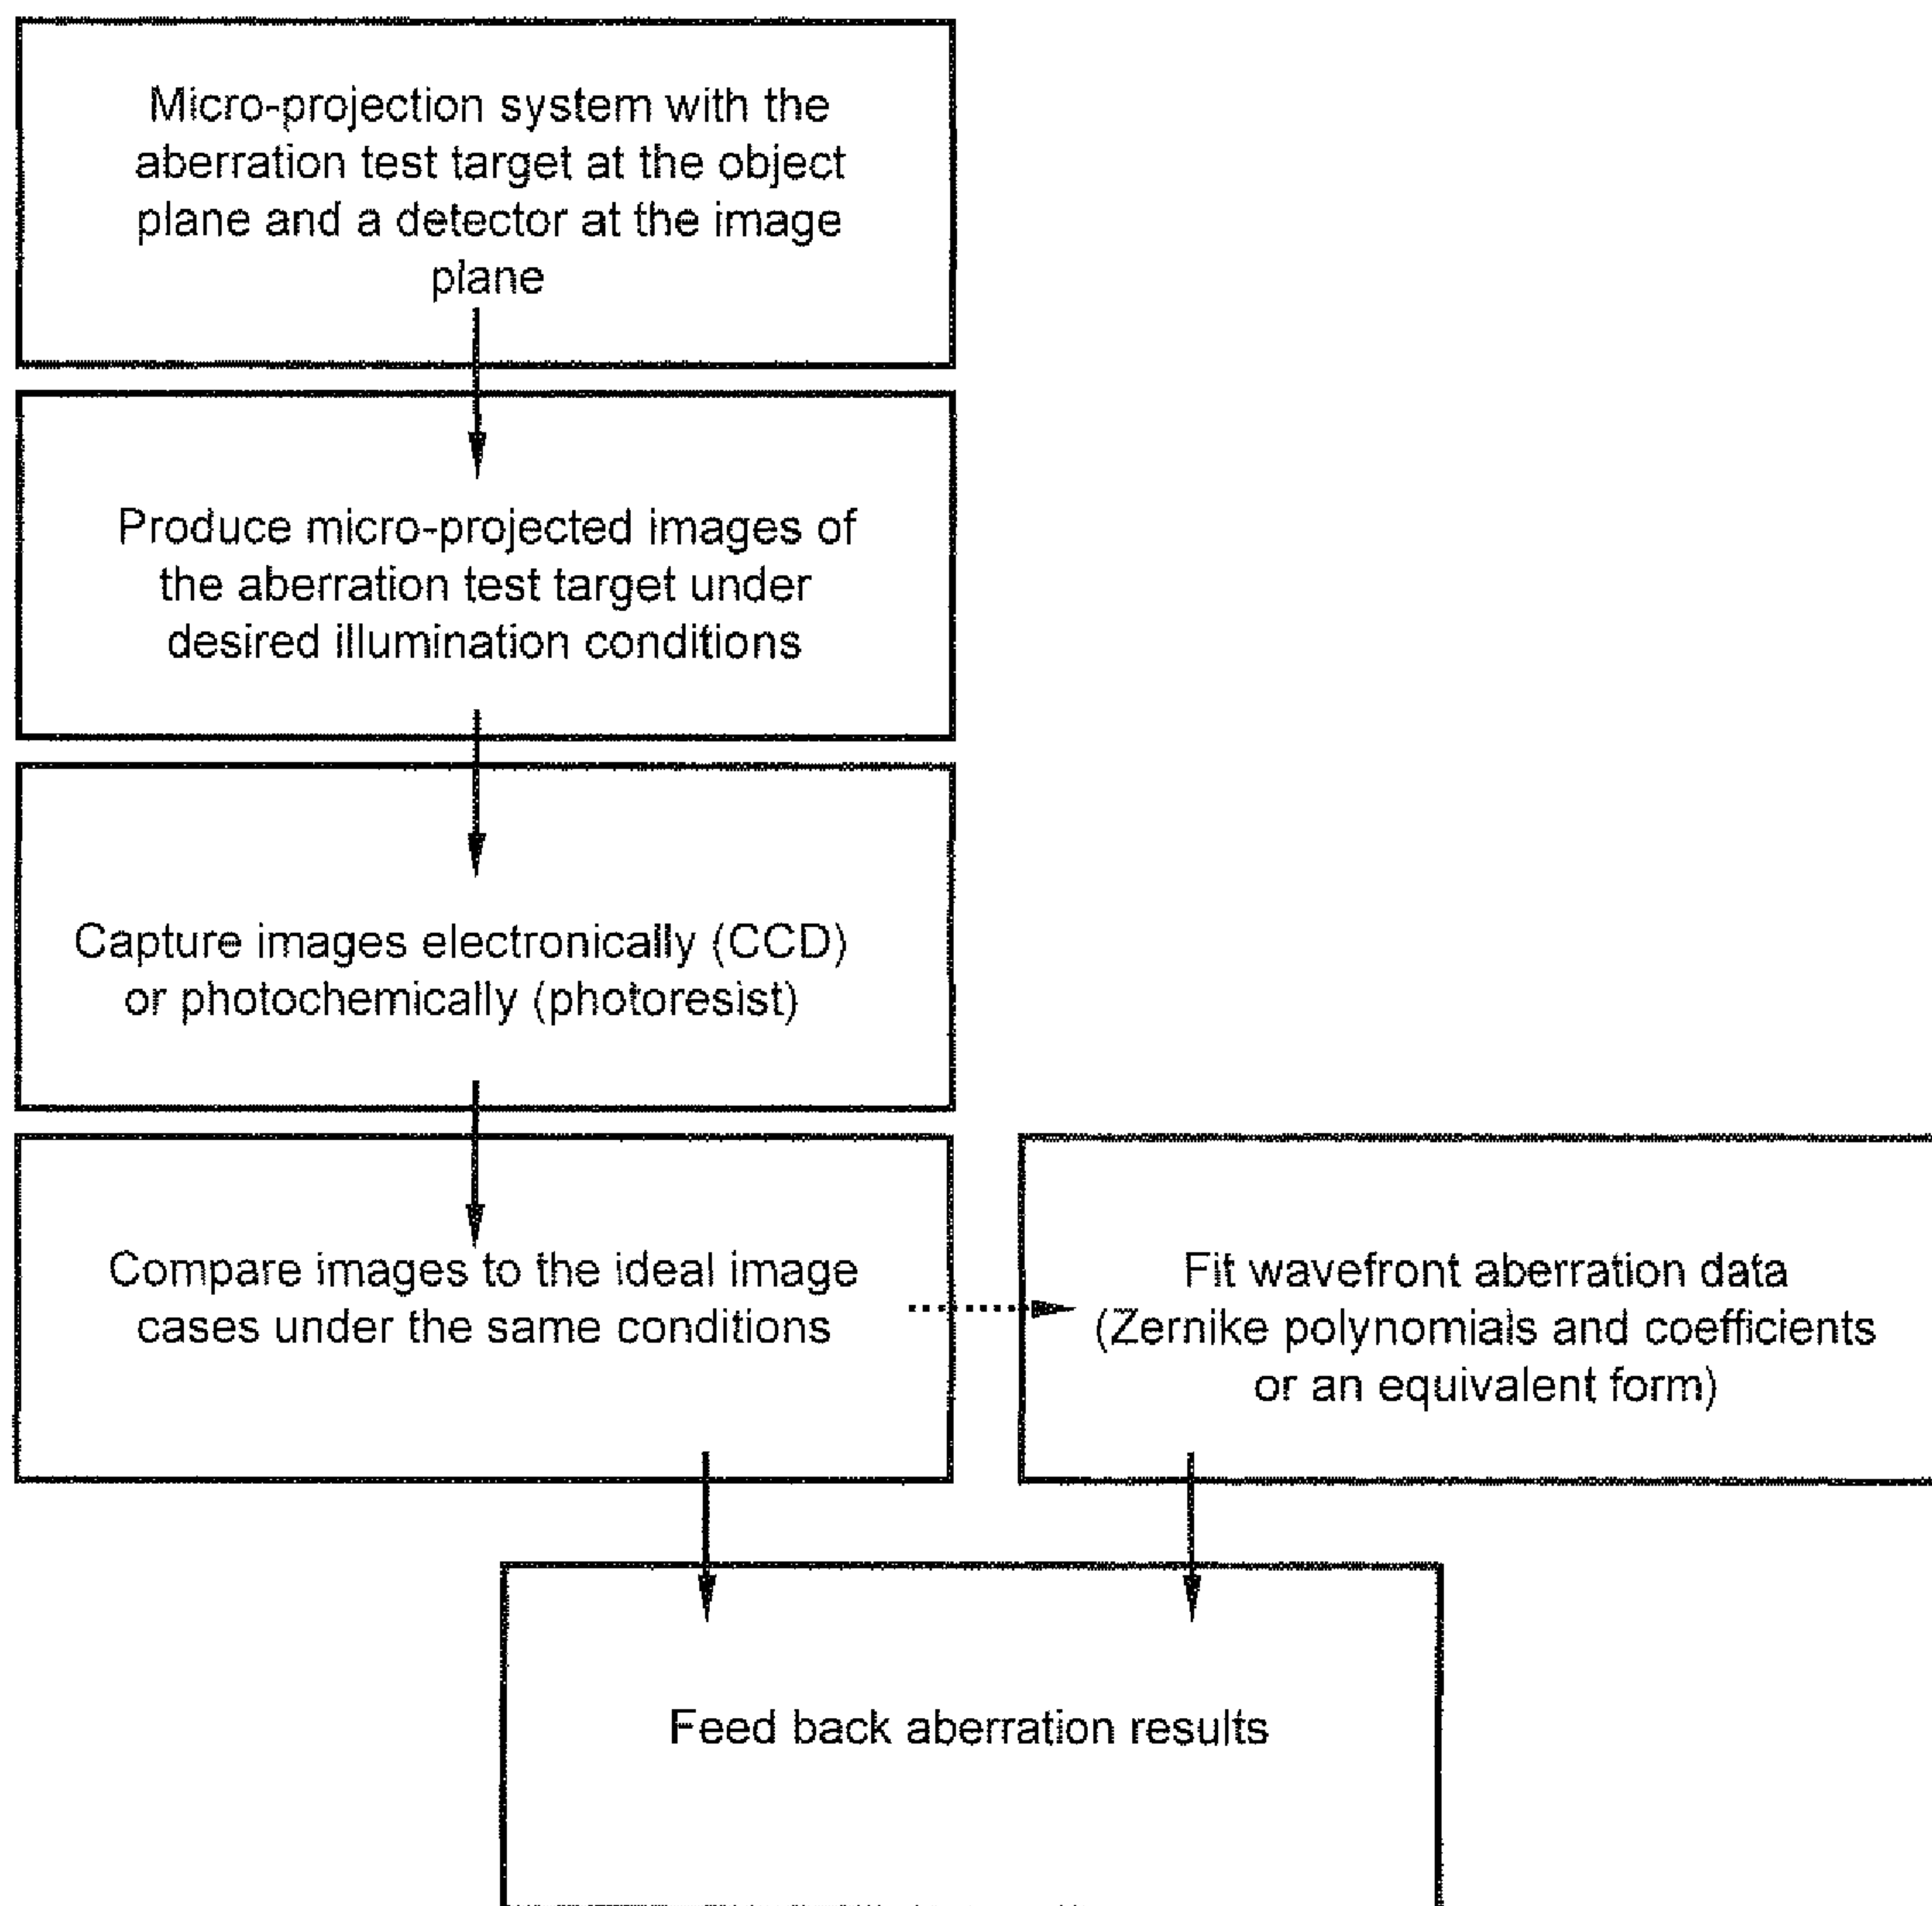 Micro-projection system with the
aberration test target at the object
plane and a detector at the image
plane
Produce micro-projected images of
the aberration test target under
desired illumination conditions
Capture images electronically (CCD)
or photochemically (photoresist)
Compare images to the ideal image
cases under the same conditions
Fit wavefront aberration data
(Zernike polynomials and coefficients
or an equivalent form)
Feed back aberration results